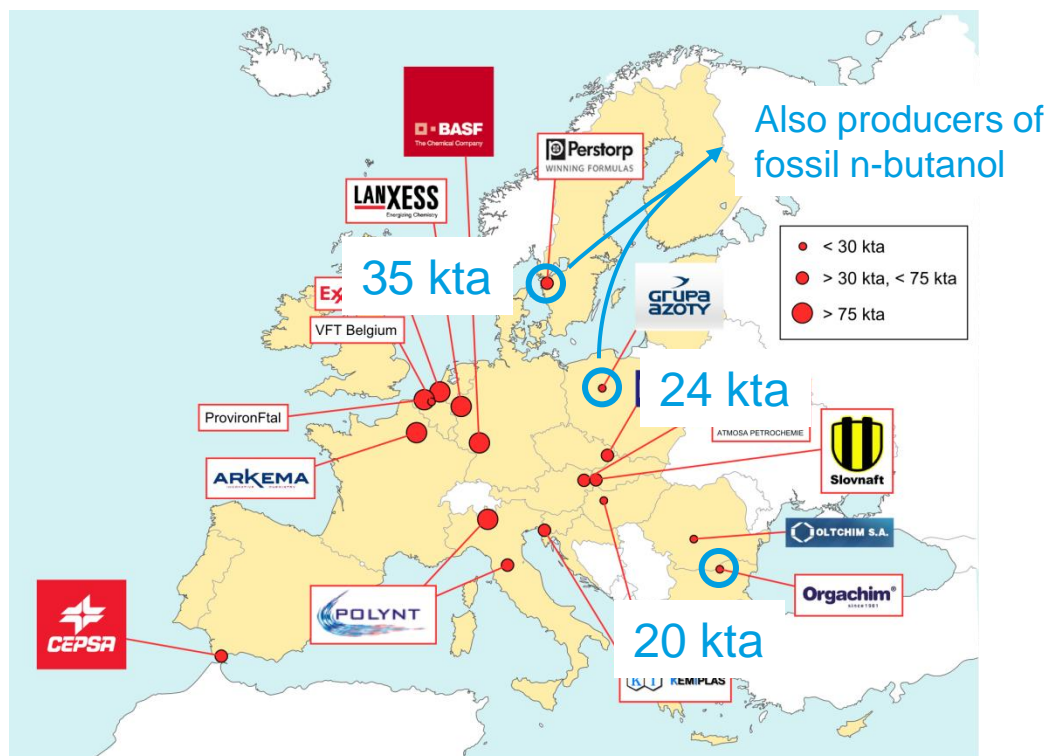 BASF
The Chemical Company
Perstorp
WINNING FORMULAS
Also producers of
fossil n-butanol
LANXESS
Energizing Chemistry
< 30 kta
> 30 kta, < 75 kta
> 75 kta
35 kta
GRUPA
AZOTY
Ex
VFT Belgium
24 kta
ProvironFtal
ATMOSA PETROCHEMIE
ARKEMA
Slovnaft
OLTCHIM S.A.
Orgachim®
since 1901
POLYNT
CEPSA
20 kta
KEMIPLAS